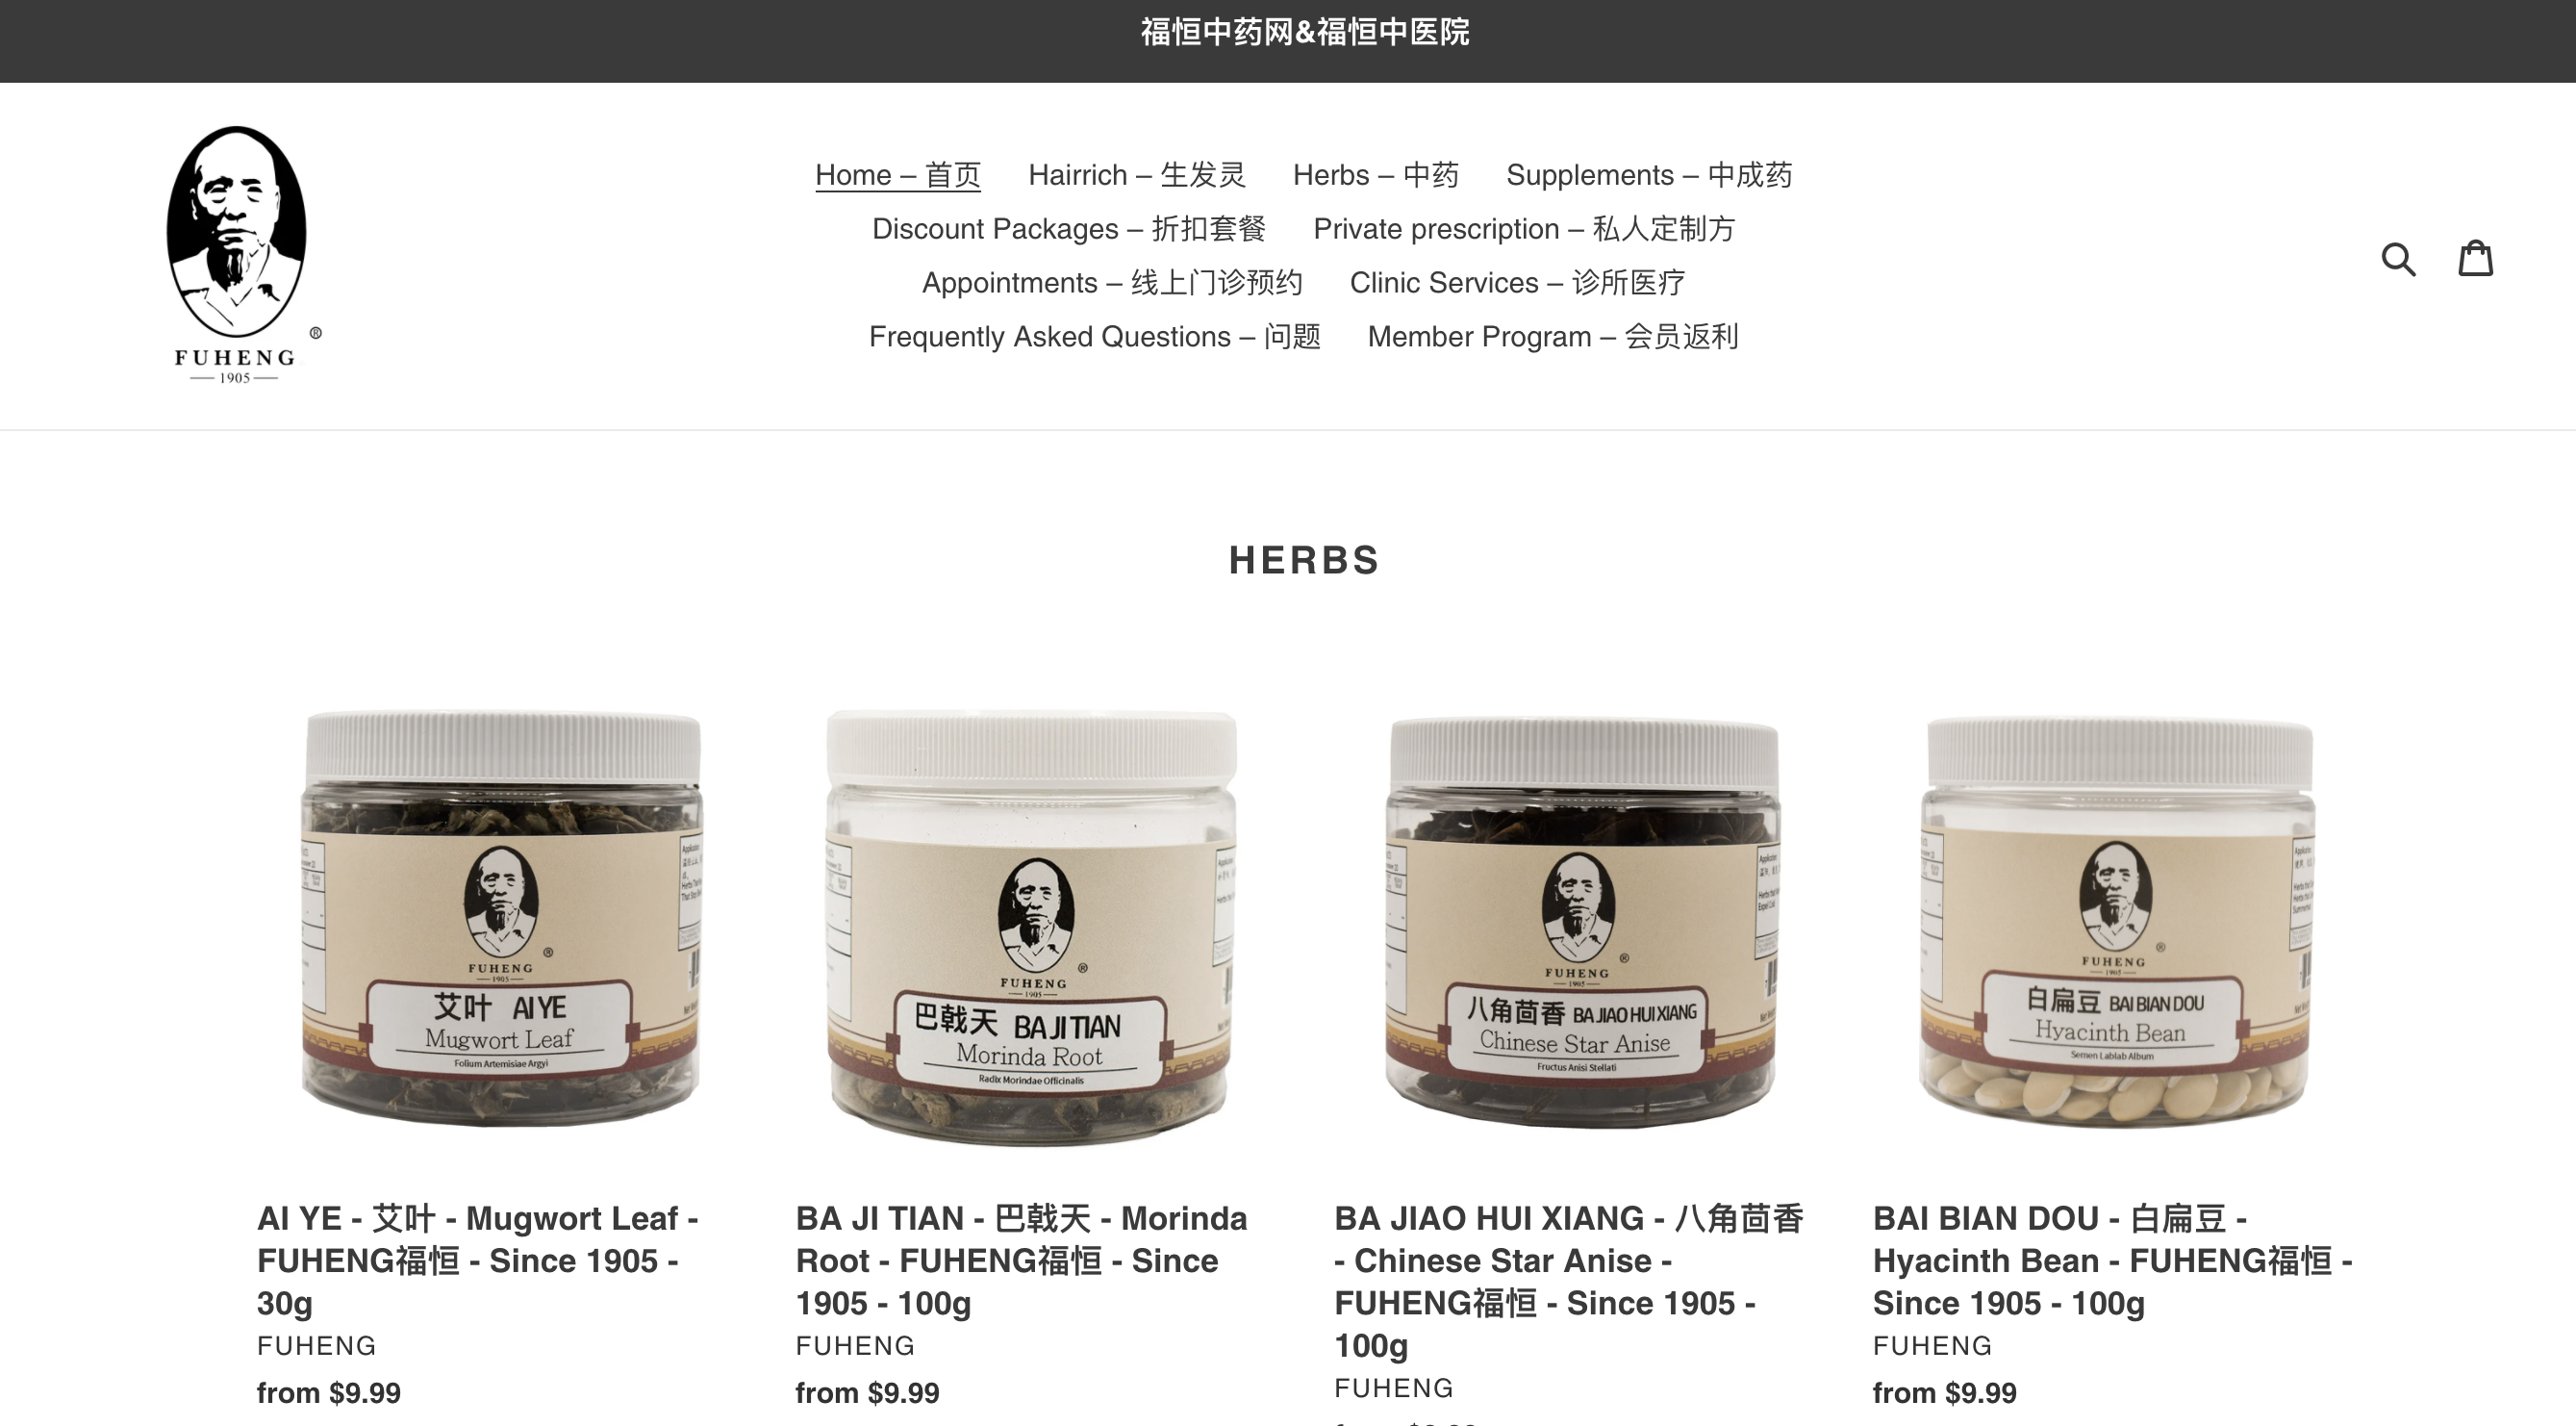 福恒中药网&福恒中医院
Home – 首页 Hairrich – 生发灵 Herbs – 中药 Supplements – 中成药
Discount Packages – 折扣套餐 Private prescription – 私人定制方
Appointments – 线上门诊预约 Clinic Services – 诊所医疗
Frequently Asked Questions – 问题 Member Program – 会员返利
®
FUHENG
1905
HERBS
®
FUHENG
1905
艾叶 AI YE
Mugwort Leaf
Folium Artemisiae Argyi
®
FUHENG
1905
巴戟天 BA JI TIAN
Morinda Root
Radix Morindae Officinalis
®
FUHENG
1905
八角茴香 BA JIAO HUI XIANG
Chinese Star Anise
Fructus Anisi Stellati
®
FUHENG
1905
白扁豆 BAI BIAN DOU
Hyacinth Bean
Semen Lablab Album
AI YE - 艾叶 - Mugwort Leaf -
FUHENG福恒 - Since 1905 -
30g
FUHENG
from $9.99
BA JI TIAN - 巴戟天 - Morinda
Root - FUHENG福恒 - Since
1905 - 100g
FUHENG
from $9.99
BA JIAO HUI XIANG - 八角茴香
- Chinese Star Anise -
FUHENG福恒 - Since 1905 -
100g
FUHENG
BAI BIAN DOU - 白扁豆 -
Hyacinth Bean - FUHENG福恒 -
Since 1905 - 100g
FUHENG
from $9.99